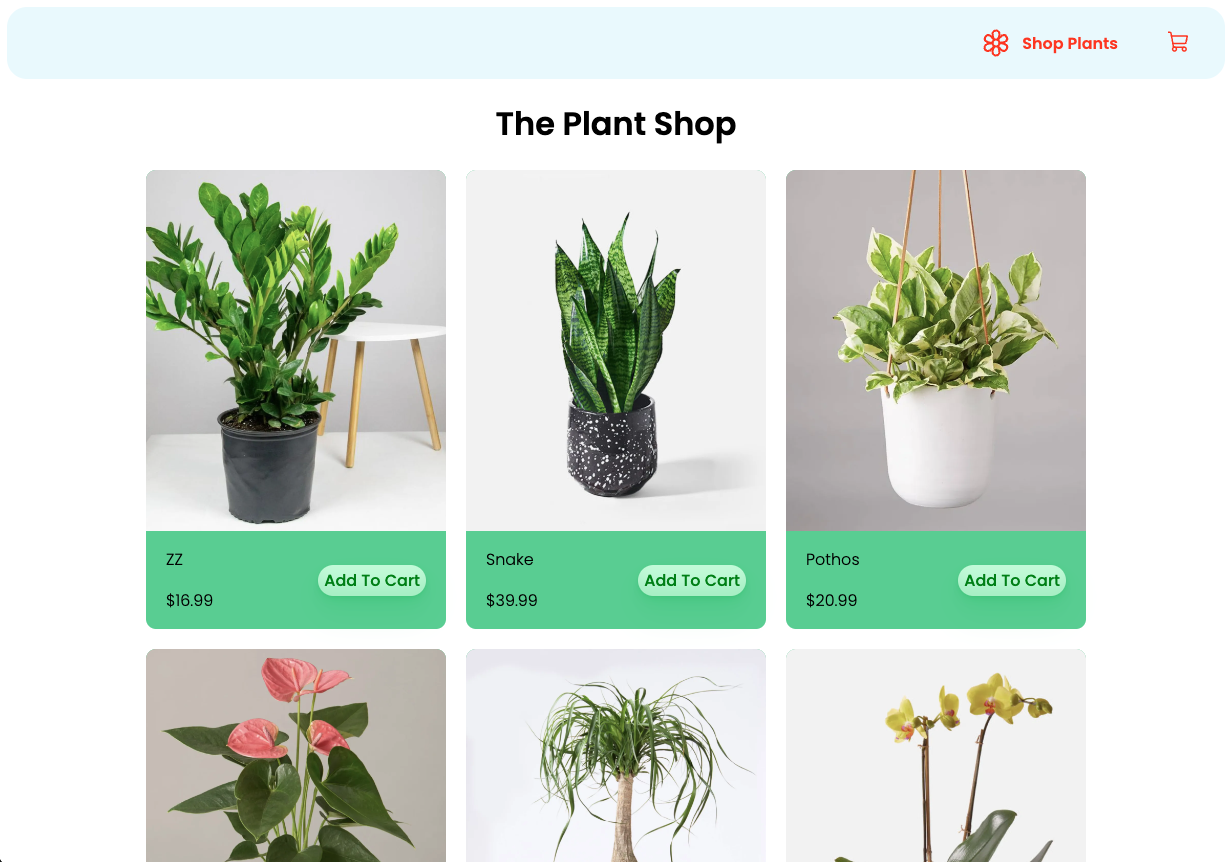 Shop Plants
The Plant Shop
ZZ
$16.99
Add To Cart
Snake
$39.99
Add To Cart
Pothos
$20.99
Add To Cart